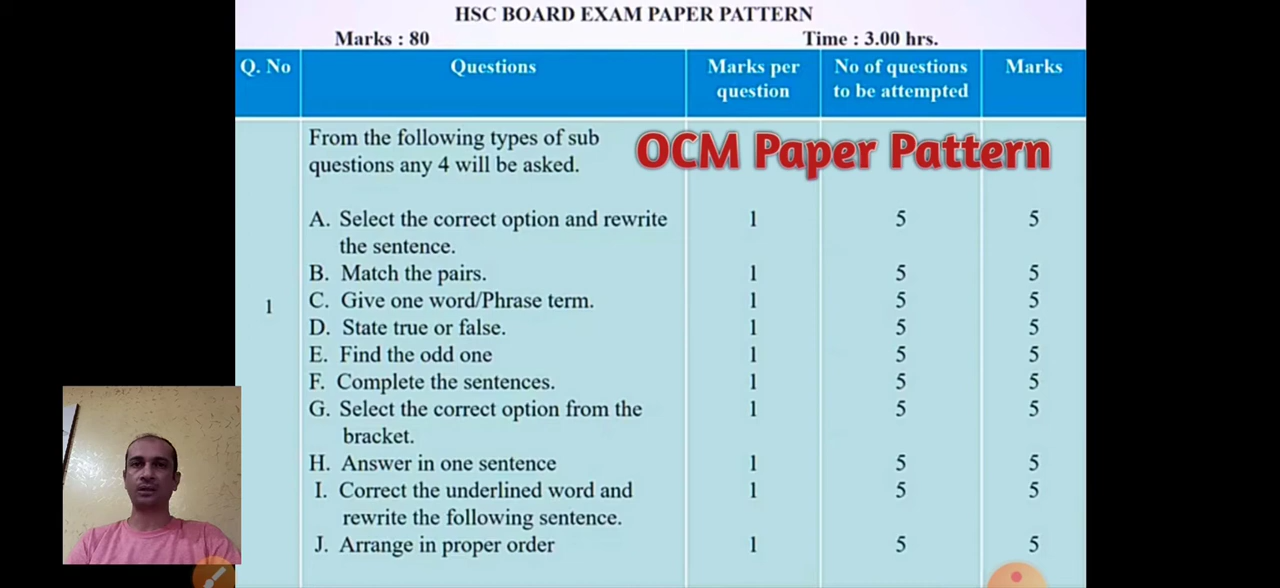 HSC BOARD EXAM PAPER PATTERN
Marks : 80 Time : 3.00 hrs.
Q. No Questions Marks per question No of questions to be attempted Marks
OCM Paper Pattern
From the following types of sub
questions any 4 will be asked.
1
A. Select the correct option and rewrite 1 5 5
the sentence.
B. Match the pairs. 1 5 5
C. Give one word/Phrase term. 1 5 5
D. State true or false. 1 5 5
E. Find the odd one 1 5 5
F. Complete the sentences. 1 5 5
G. Select the correct option from the 1 5 5
bracket.
H. Answer in one sentence 1 5 5
I. Correct the underlined word and 1 5 5
rewrite the following sentence.
J. Arrange in proper order 1 5 5